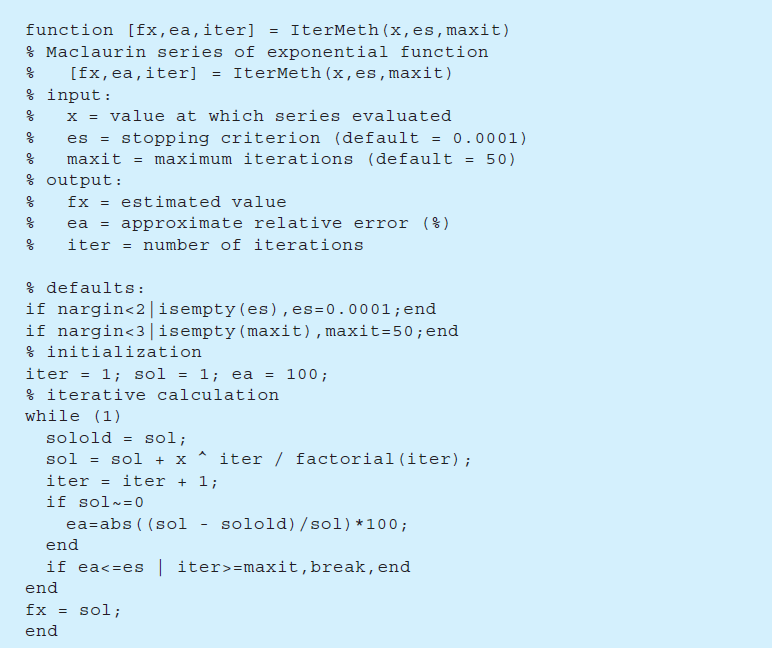 function [fx,ea,iter] = IterMeth(x,es,maxit)
% Maclaurin series of exponential function
%   [fx,ea,iter] = IterMeth(x,es,maxit)
% input:
%   x = value at which series evaluated
%   es = stopping criterion (default = 0.0001)
%   maxit = maximum iterations (default = 50)
% output:
%   fx = estimated value
%   ea = approximate relative error (%)
%   iter = number of iterations

% defaults:
if nargin<2|isempty(es),es=0.0001;end
if nargin<3|isempty(maxit),maxit=50;end
% initialization
iter = 1; sol = 1; ea = 100;
% iterative calculation
while (1)
  solold = sol;
  sol = sol + x ^ iter / factorial(iter);
  iter = iter + 1;
  if sol~=0
    ea=abs((sol - solold)/sol)*100;
  end
  if ea<=es | iter>=maxit,break,end
end
fx = sol;
end